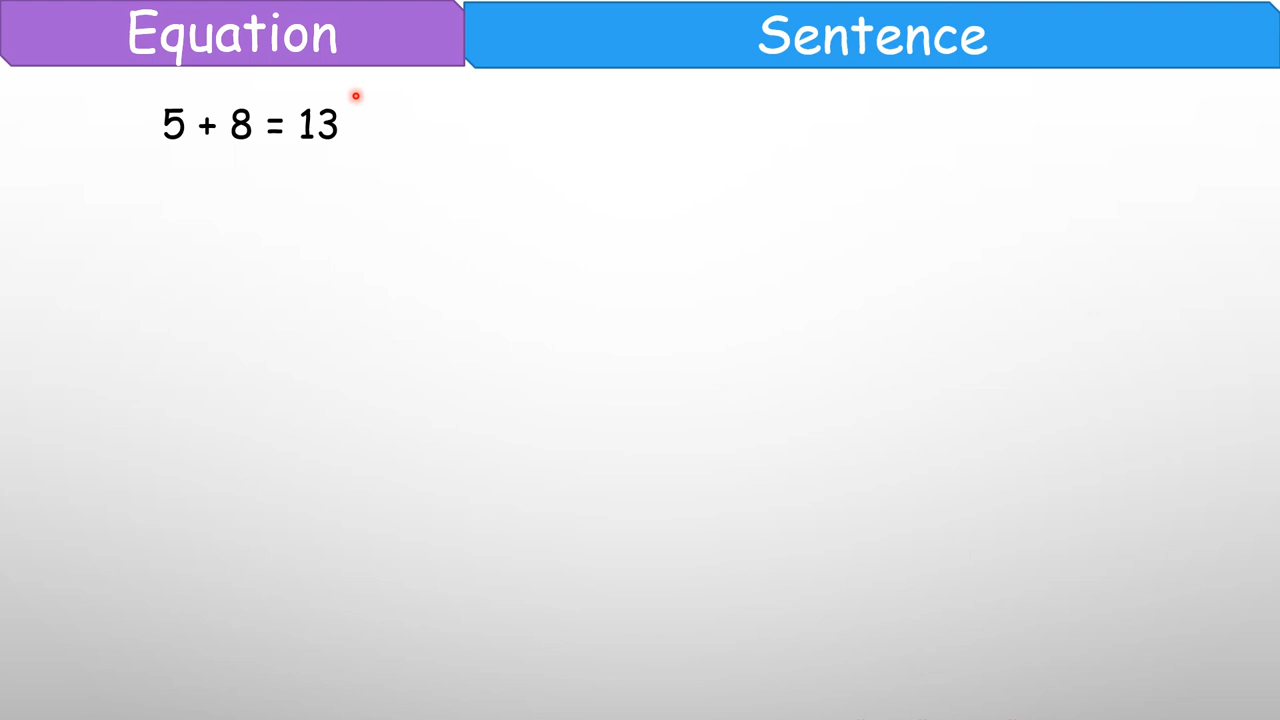 Equation
Sentence
5 + 8 = 13